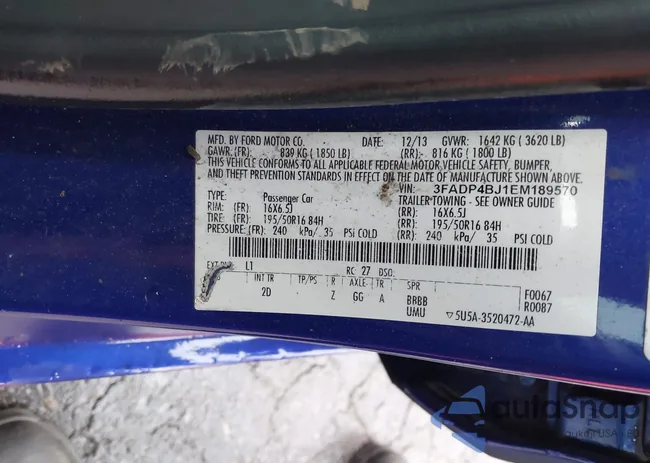 MFD. BY FORD MOTOR CO. DATE: 12/13 GVWR: 1642 KG ( 3620 LB)
GAWR: (FR): 839 KG ( 1850 LB) (RR): 816 KG ( 1800 LB)
THIS VEHICLE CONFORMS TO ALL APPLICABLE FEDERAL MOTOR VEHICLE SAFETY, BUMPER,
AND THEFT PREVENTION STANDARDS IN EFFECT ON THE DATE OF MANUFACTURE SHOWN ABOVE.
VIN: 3FADP4BJ1EM189570
TYPE: Passenger Car TRAILER TOWING - SEE OWNER GUIDE
RIM: (FR): 16X6.5J (RR): 16X6.5J
TIRE: (FR): 195/50R16 84H (RR): 195/50R16 84H
PRESSURE: (FR): 240 kPa/ 35 PSI COLD (RR): 240 kPa/ 35 PSI COLD
EXT PNT: L1 RC: 27 DSO:
INT TR TP/PS R AXLE TR SPR F0067
2D Z GG A BBBB R0087
UMU ▽5U5A-3520472-AA
autoSnap